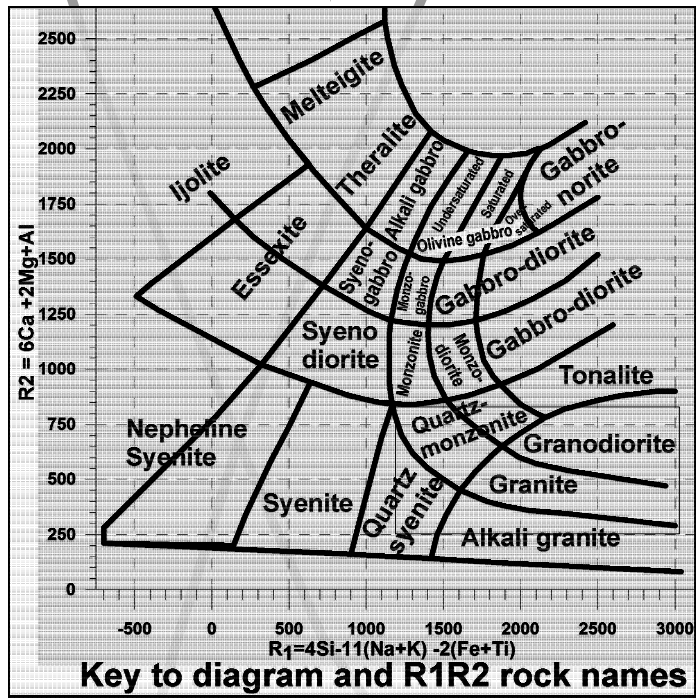 2500
2250
2000
1750
1500
1250
1000
750
500
250
0
R2 = 6Ca +2Mg+Al
Melteigite
Ijolite
Theralite
Alkali gabbro
Undersaturated
Saturated
Over
saturated
Gabbro-
norite
Olivine gabbro
Essexite
Syeno-
gabbro
Monzo-
gabbro
Gabbro-diorite
Gabbro-diorite
Syeno
diorite
Monzonite
Monzo-
diorite
Tonalite
Nepheline
Syenite
Quartz-
monzonite
Granodiorite
Syenite
Quartz
syenite
Granite
Alkali granite
-500 0 500 1000 1500 2000 2500 3000
R1=4Si-11(Na+K) -2(Fe+Ti)
Key to diagram and R1R2 rock names